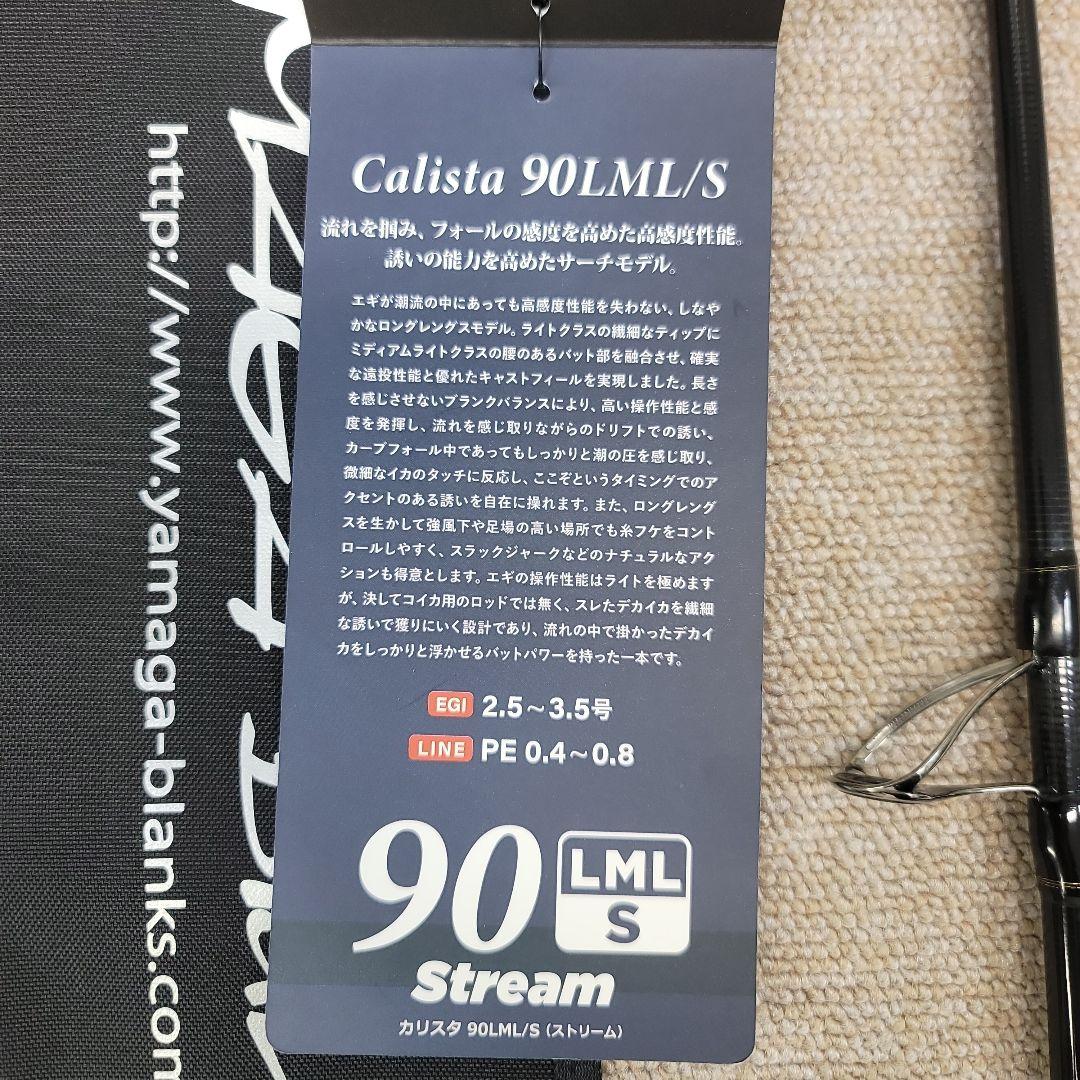 Calista 90LML/S
流れを掴み、フォールの感度を高めた高感度性能。
誘いの能力を高めたサーチモデル。
エギが潮流の中にあっても高感度性能を失わない、しなや
かなロングレングスモデル。ライトクラスの繊細なティップに
ミディアムライトクラスの腰のあるバット部を融合させ、確実
な遠投性能と優れたキャストフィールを実現しました。長さ
を感じさせないブランクバランスにより、高い操作性能と感
度を発揮し、流れを感じ取りながらのドリフトでの誘い、
カーブフォール中であってもしっかりと潮の圧を感じ取り、
微細なイカのタッチに反応し、ここぞというタイミングでのア
クセントのある誘いを自在に操れます。また、ロングレング
スを生かして強風下や足場の高い場所でも糸フケをコント
ロールしやすく、スラックジャークなどのナチュラルなアク
ションも得意とします。エギの操作性能はライトを極めます
が、決してコイカ用のロッドでは無く、スレたデカイカを繊細
な誘いで獲りにいく設計であり、流れの中で掛かったデカイ
カをしっかりと浮かせるバットパワーを持った一本です。
EGI 2.5～3.5号
LINE PE 0.4～0.8
90 LML
S
Stream
カリスタ 90LML/S (ストリーム)
http://www.yamaga-blanks.com